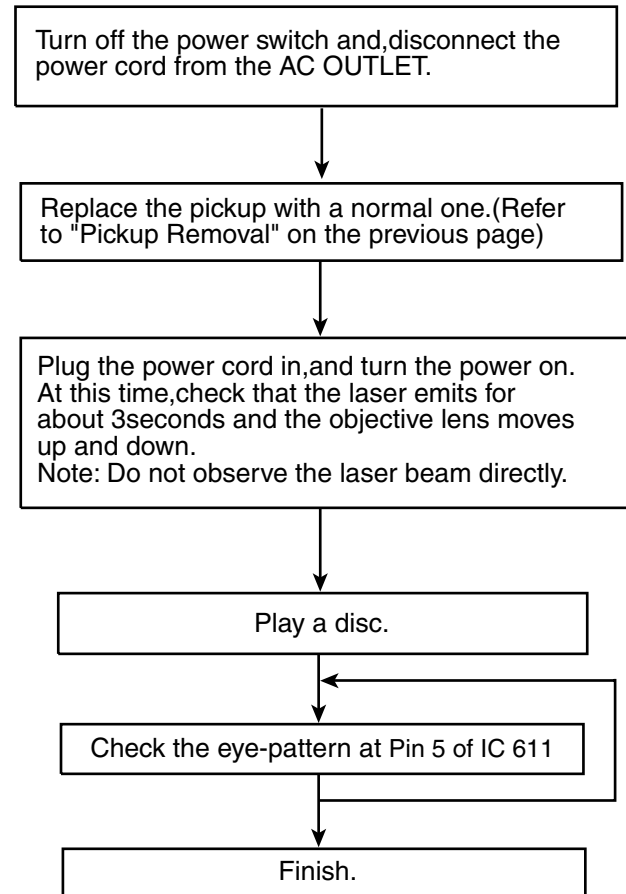 Turn off the power switch and,disconnect the
power cord from the AC OUTLET.
Replace the pickup with a normal one.(Refer
to "Pickup Removal" on the previous page)
Plug the power cord in,and turn the power on.
At this time,check that the laser emits for
about 3seconds and the objective lens moves
up and down.
Note: Do not observe the laser beam directly.
Play a disc.
Check the eye-pattern at Pin 5 of IC 611
Finish.